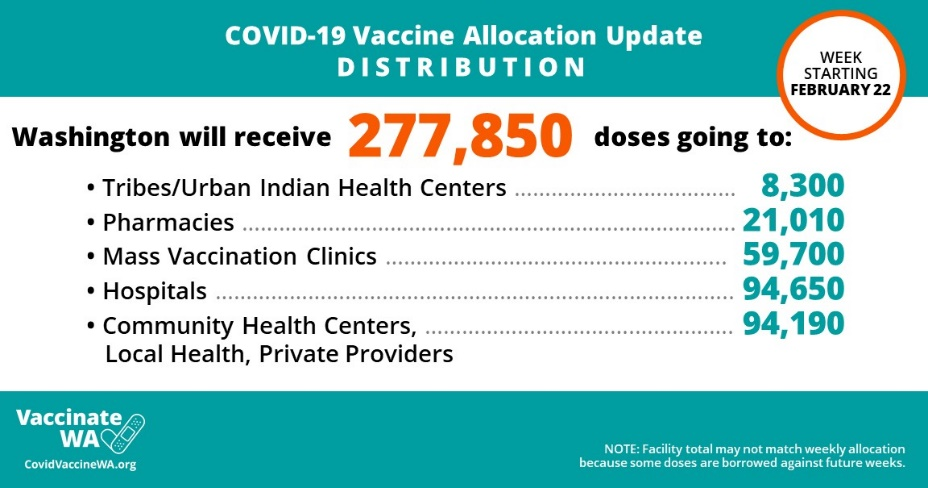 COVID-19 Vaccine Allocation Update
DISTRIBUTION
WEEK
STARTING
FEBRUARY 22
Washington will receive 277,850 doses going to:
• Tribes/Urban Indian Health Centers ........................................ 8,300
• Pharmacies ........................................................................ 21,010
• Mass Vaccination Clinics .................................................. 59,700
• Hospitals ............................................................................ 94,650
• Community Health Centers, ............................................. 94,190
Local Health, Private Providers
Vaccinate
WA
CovidVaccineWA.org
NOTE: Facility total may not match weekly allocation
because some doses are borrowed against future weeks.